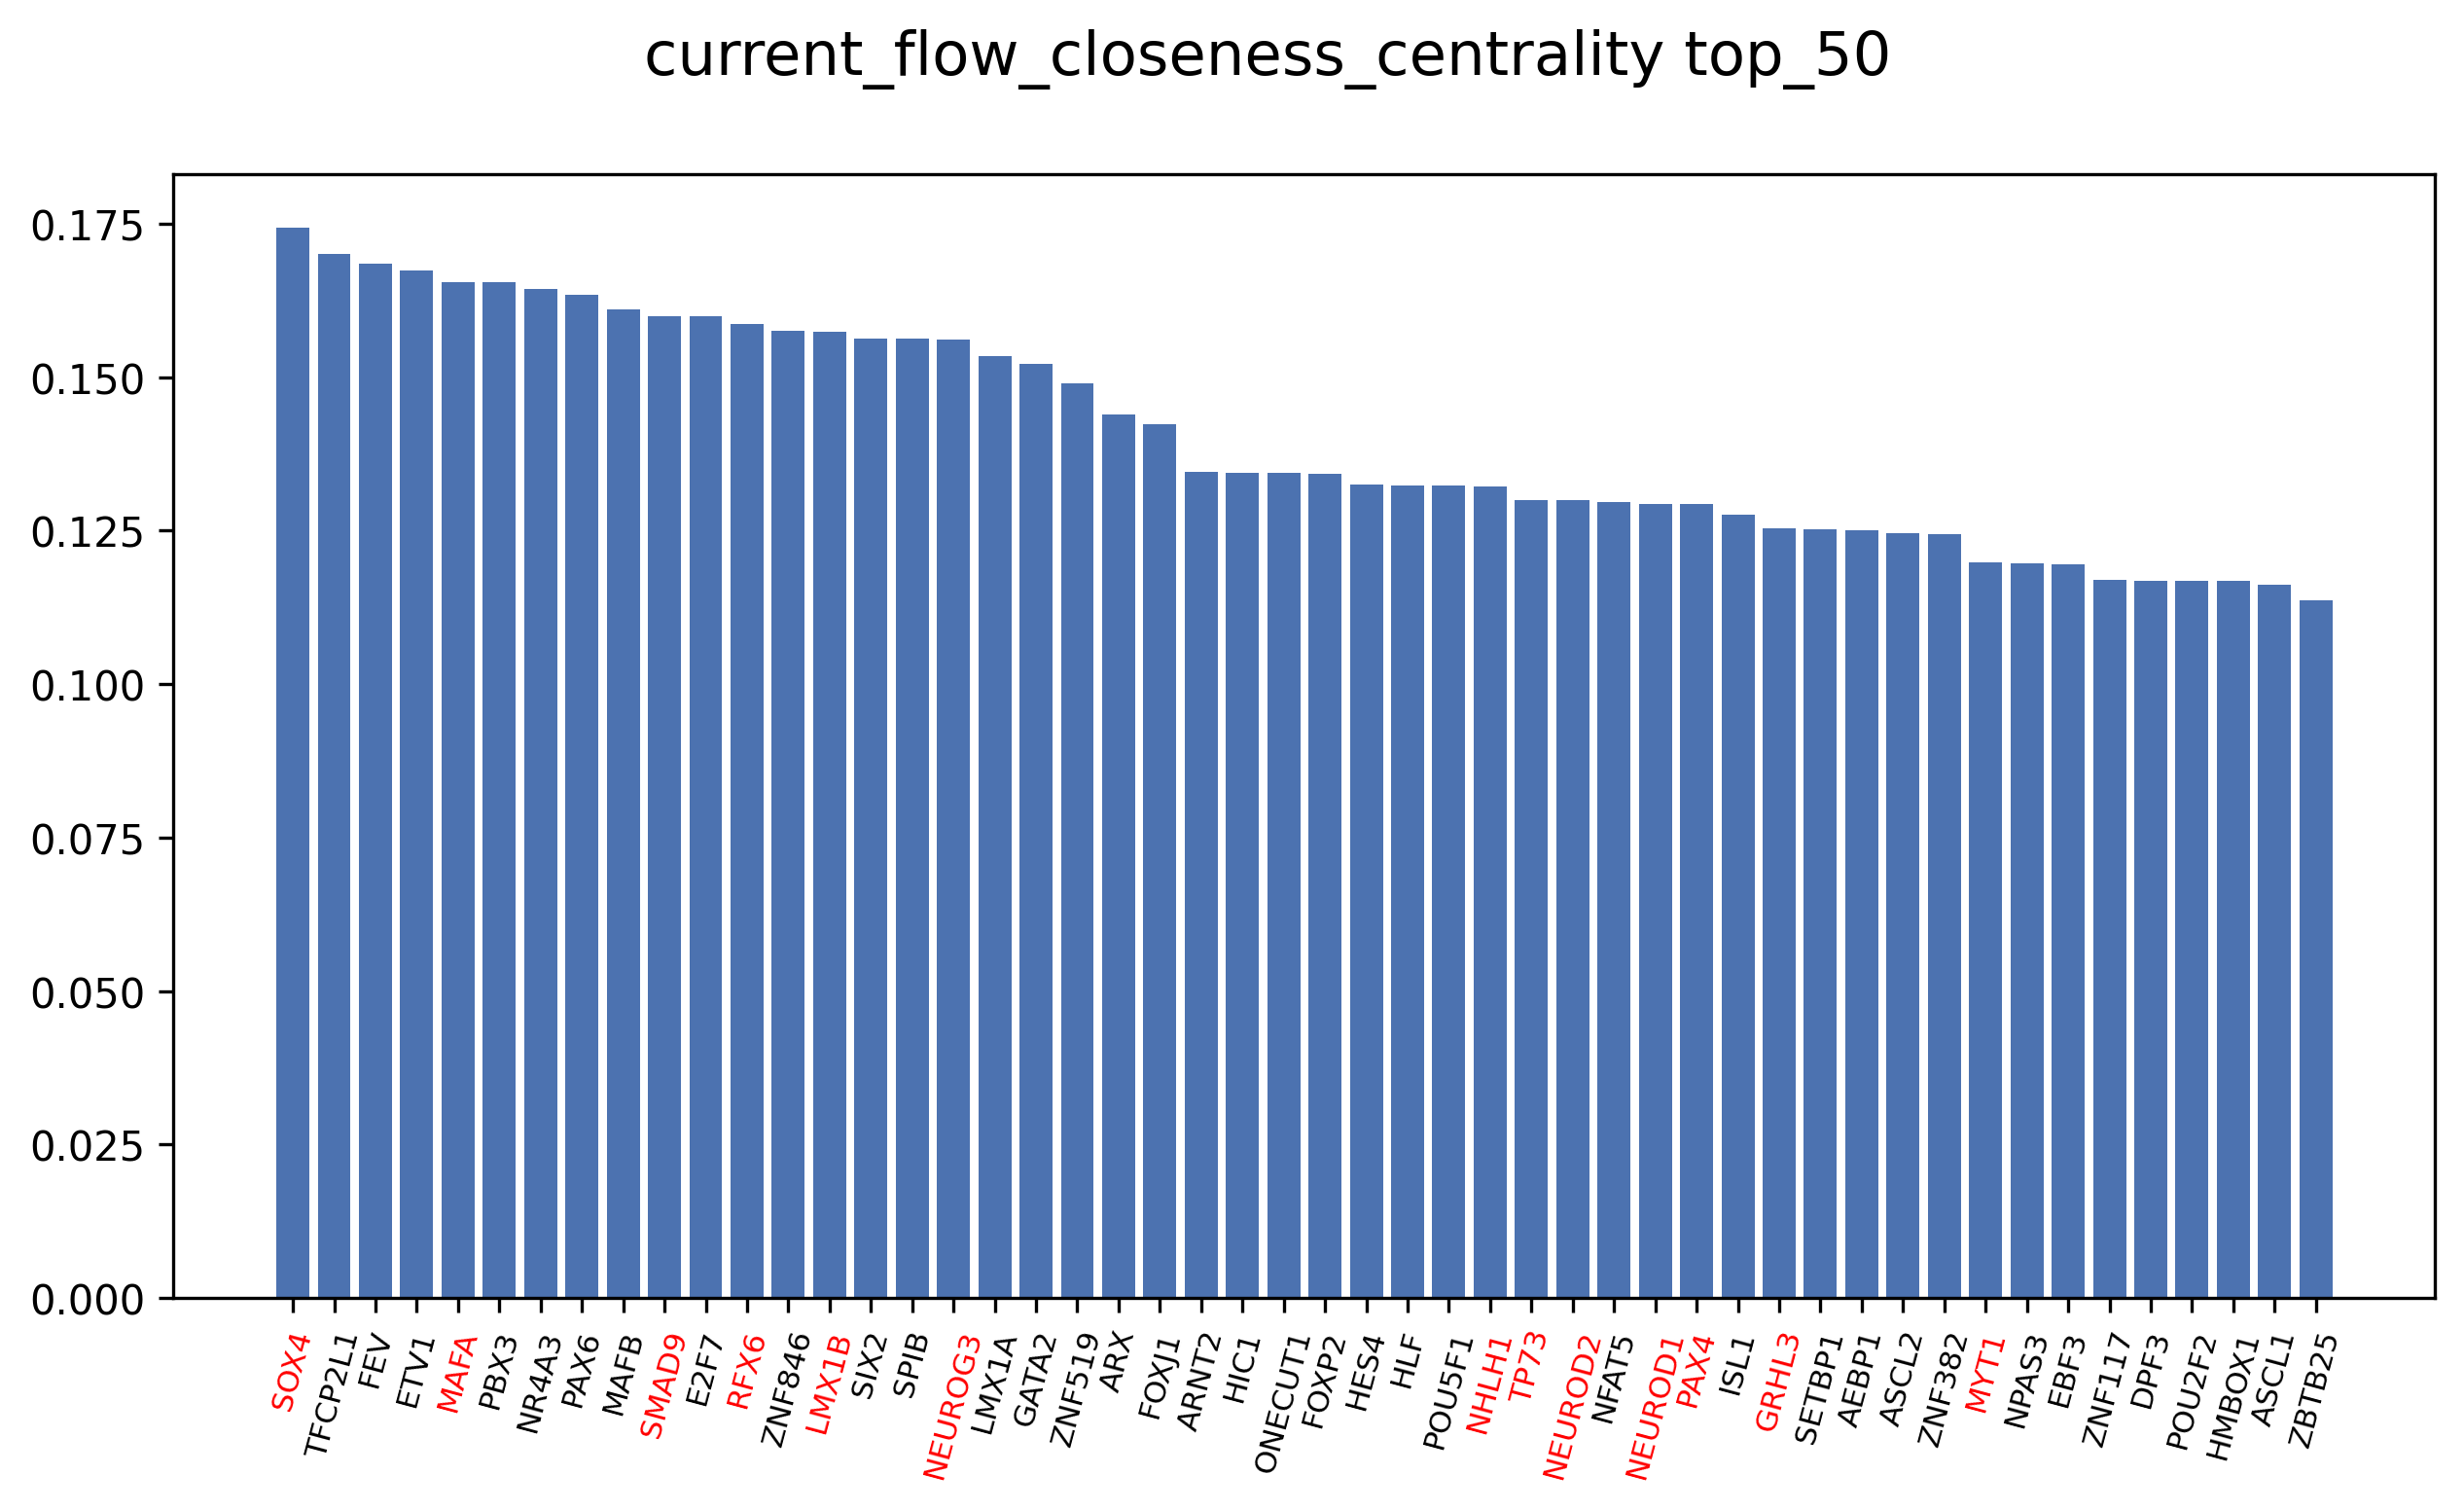 current_flow_closeness_centrality top_50
0.175
0.150
0.125
0.100
0.075
0.050
0.025
0.000
SOX4
TFCP2L1
FEV
ETV1
MAFA
PBX3
NR4A3
PAX6
MAFB
SMAD9
E2F7
RFX6
ZNF846
LMX1B
SIX2
SPIB
NEUROG3
LMX1A
GATA2
ZNF519
ARX
FOXJ1
ARNT2
HIC1
ONECUT1
FOXP2
HES4
HLF
POU5F1
NHLH1
TP73
NEUROD2
NFAT5
NEUROD1
PAX4
ISL1
GRHL3
SETBP1
AEBP1
ASCL2
ZNF382
MYT1
NPAS3
EBF3
ZNF117
DPF3
POU2F2
HMBOX1
ASCL1
ZBTB25